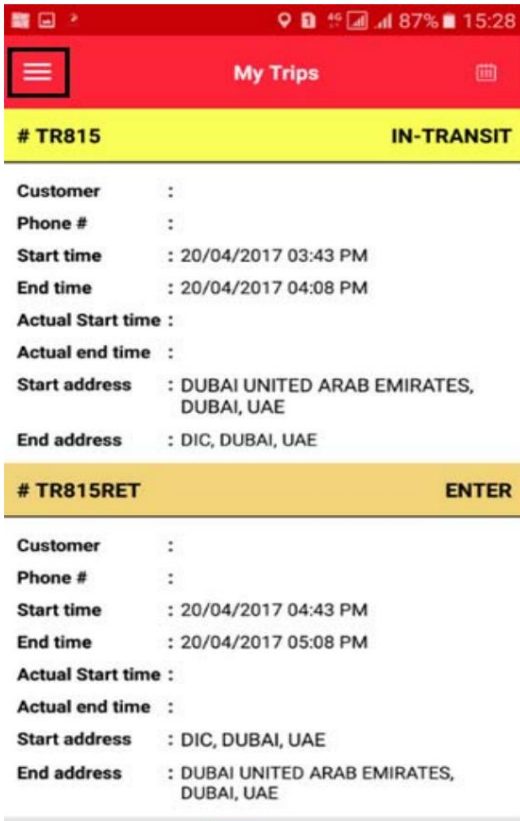 87% 15:28
My Trips
# TR815 IN-TRANSIT
Customer :
Phone # :
Start time : 20/04/2017 03:43 PM
End time : 20/04/2017 04:08 PM
Actual Start time :
Actual end time :
Start address : DUBAI UNITED ARAB EMIRATES,
DUBAI, UAE
End address : DIC, DUBAI, UAE
# TR815RET ENTER
Customer :
Phone # :
Start time : 20/04/2017 04:43 PM
End time : 20/04/2017 05:08 PM
Actual Start time :
Actual end time :
Start address : DIC, DUBAI, UAE
End address : DUBAI UNITED ARAB EMIRATES,
DUBAI, UAE